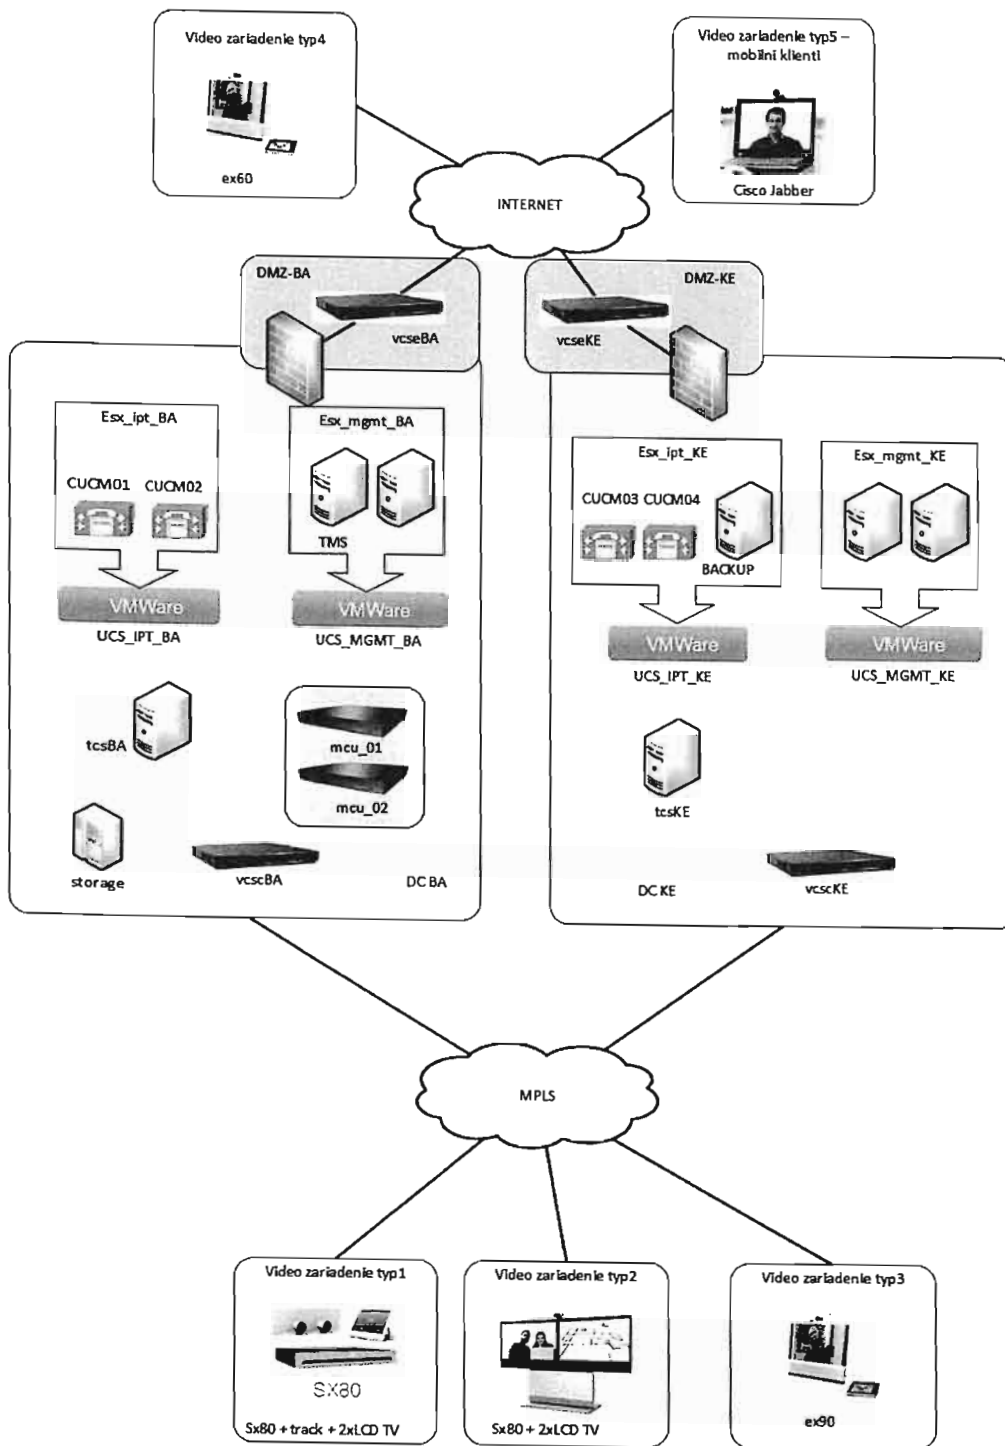 Video zariadenie typ4
ex60
Video zariadenie typ5 –
mobilní klienti
Cisco Jabber
INTERNET
DMZ-BA
vcseBA
DMZ-KE
vcseKE
Esx_ipt_BA
CUCM01
CUCM02
VMWare
UCS_IPT_BA
Esx_mgmt_BA
TMS
VMWare
UCS_MGMT_BA
Esx_ipt_KE
CUCM03
CUCM04
BACKUP
VMWare
UCS_IPT_KE
Esx_mgmt_KE
VMWare
UCS_MGMT_KE
tcsBA
mcu_01
mcu_02
storage
vcscBA
DC BA
tcsKE
DC KE
vcscKE
MPLS
Video zariadenie typ1
SX80
Sx80 + track + 2xLCD TV
Video zariadenie typ2
Sx80 + 2xLCD TV
Video zariadenie typ3
ex90